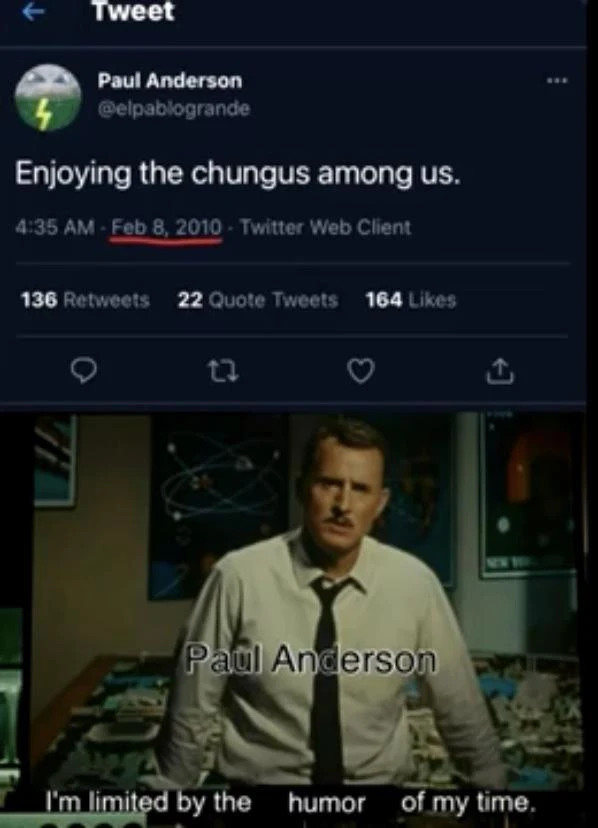 Tweet
Paul Anderson
@elpablogrande
Enjoying the chungus among us.
4:35 AM · Feb 8, 2010 · Twitter Web Client
136 Retweets 22 Quote Tweets 164 Likes
Paul Anderson
I'm limited by the humor of my time.